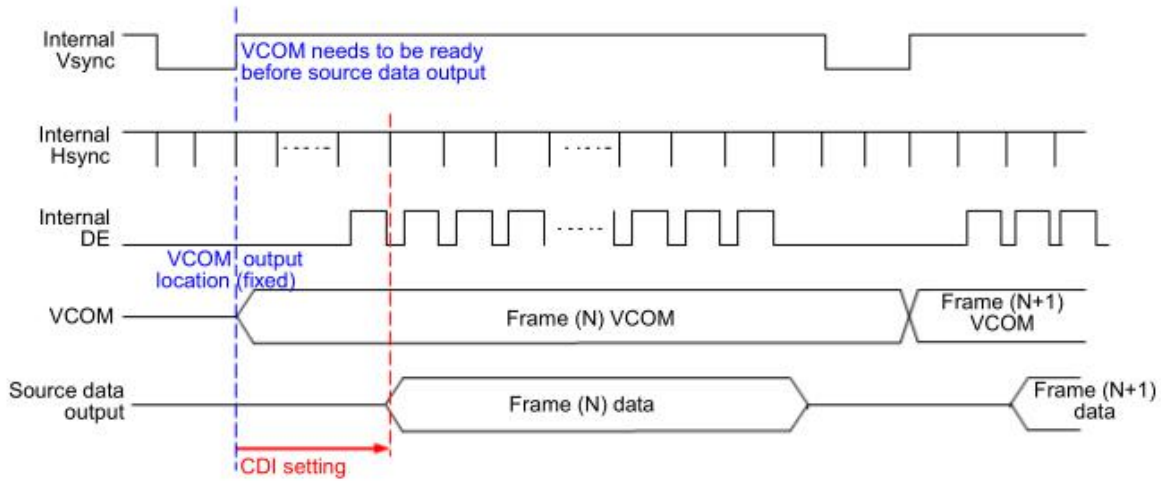 Internal
Vsync
VCOM needs to be ready
before source data output
Internal
Hsync
Internal
DE
VCOM output
location (fixed)
VCOM
Frame (N) VCOM
Frame (N+1)
VCOM
Source data
output
Frame (N) data
Frame (N+1)
data
CDI setting